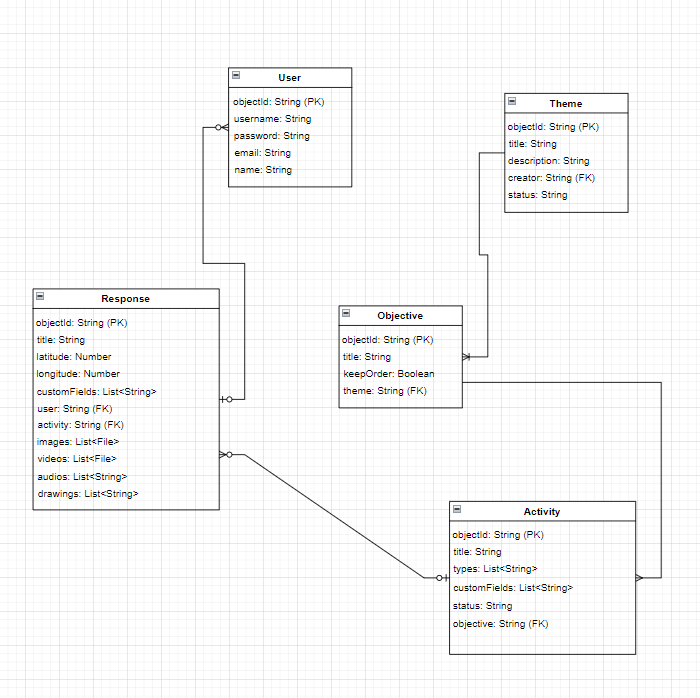 User
objectId: String (PK)
username: String
password: String
email: String
name: String
Theme
objectId: String (PK)
title: String
description: String
creator: String (FK)
status: String
Response
objectId: String (PK)
title: String
latitude: Number
longitude: Number
customFields: List<String>
user: String (FK)
activity: String (FK)
images: List<File>
videos: List<File>
audios: List<String>
drawings: List<String>
Objective
objectId: String (PK)
title: String
keepOrder: Boolean
theme: String (FK)
Activity
objectId: String (PK)
title: String
types: List<String>
customFields: List<String>
status: String
objective: String (FK)